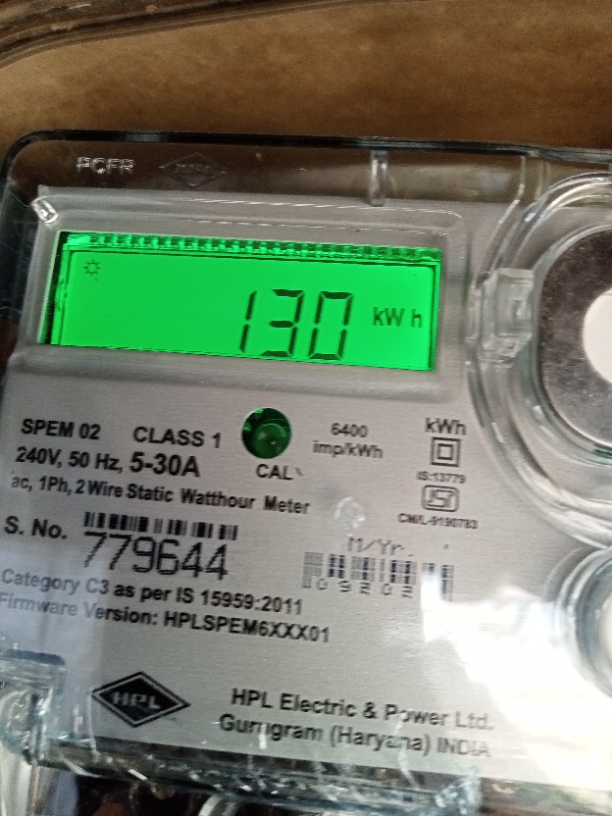 PCFR
130 kWh
SPEM 02 CLASS 1
6400
imp/kWh
kWh
240V, 50 Hz, 5-30A
CAL
IS:13779
ac, 1Ph, 2 Wire Static Watthour Meter
ISI
CM/L-9190783
S. No.
779644
M/Yr.
092021
Category C3 as per IS 15959:2011
Firmware Version: HPLSPEM6XXX01
HPL
HPL Electric & Power Ltd.
Gurugram (Haryana) INDIA